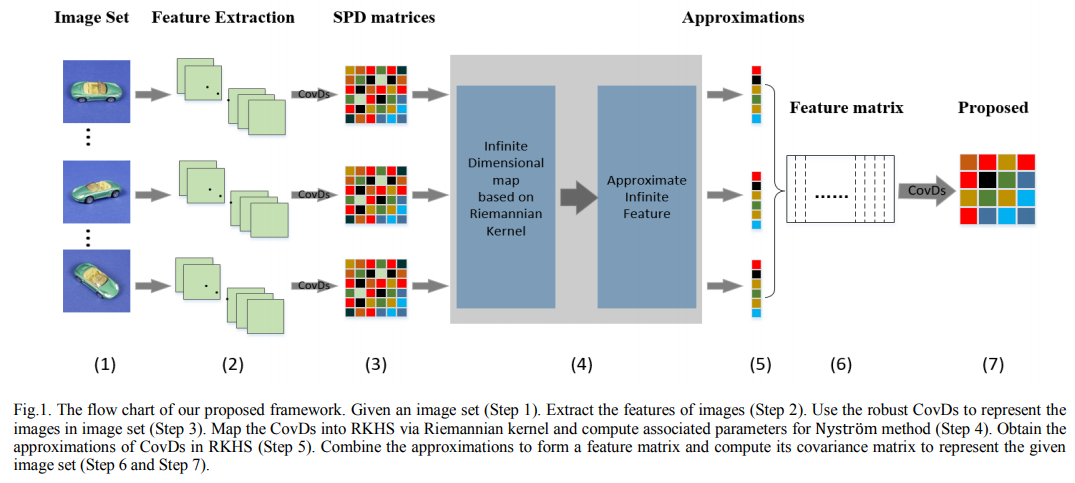 Image Set Feature Extraction SPD matrices Approximations
CovDs
Feature matrix Proposed
Infinite
Dimensional
map
based on
Riemannian
Kernel
Approximate
Infinite
Feature
CovDs
......
CovDs
CovDs
(1) (2) (3) (4) (5) (6) (7)
Fig.1. The flow chart of our proposed framework. Given an image set (Step 1). Extract the features of images (Step 2). Use the robust CovDs to represent the
images in image set (Step 3). Map the CovDs into RKHS via Riemannian kernel and compute associated parameters for Nyström method (Step 4). Obtain the
approximations of CovDs in RKHS (Step 5). Combine the approximations to form a feature matrix and compute its covariance matrix to represent the given
image set (Step 6 and Step 7).